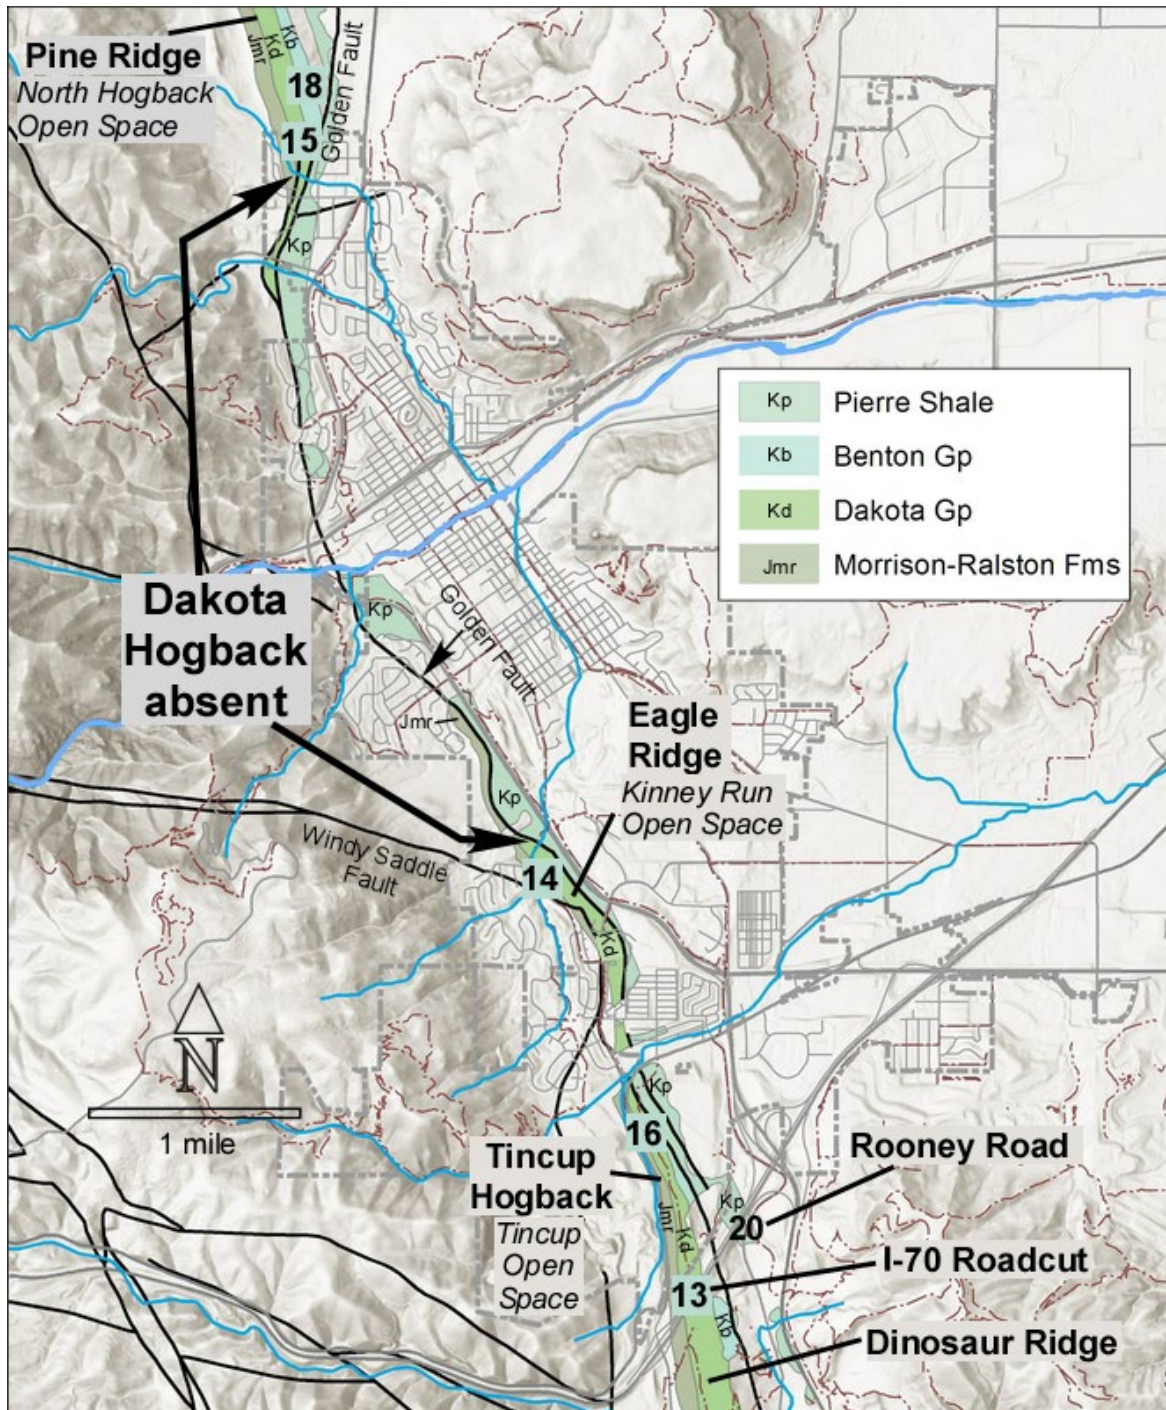 Pine Ridge
North Hogback
Open Space
Jmr
Kd
Kb
18
15
Golden Fault
Kp
Kp Pierre Shale
Kb Benton Gp
Kd Dakota Gp
Jmr Morrison-Ralston Fms
Dakota
Hogback
absent
Kp
Golden Fault
Jmr
Kp
Eagle
Ridge
Kinney Run
Open Space
Windy Saddle
Fault
14
Kd
N
1 mile
Kp
16
Tincup
Hogback
Tincup
Open
Space
Jmr
Kd
Kp
20
Rooney Road
13
I-70 Roadcut
Kb
Dinosaur Ridge